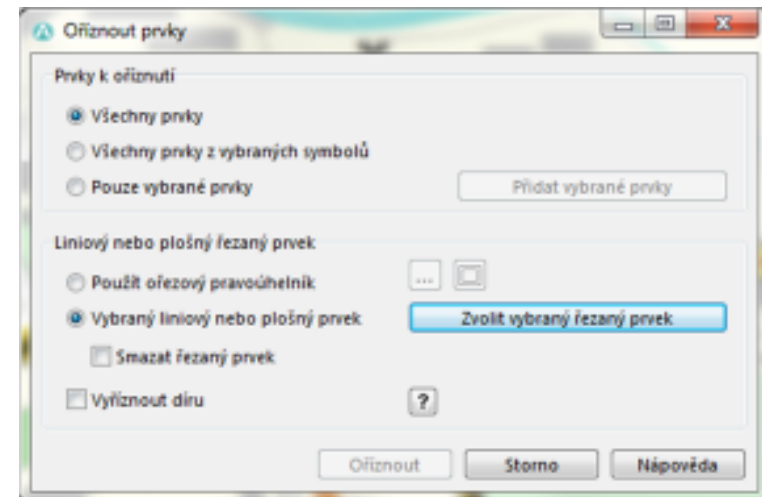 Oříznout prvky
Prvky k oříznutí
Všechny prvky
Všechny prvky z vybraných symbolů
Pouze vybrané prvky
Přidat vybrané prvky
Liniový nebo plošný řezaný prvek
Použít ořezový pravoúhelník
...
Vybraný liniový nebo plošný prvek
Zvolit vybraný řezaný prvek
Smazat řezaný prvek
Vyříznout díru
?
Oříznout
Storno
Nápověda